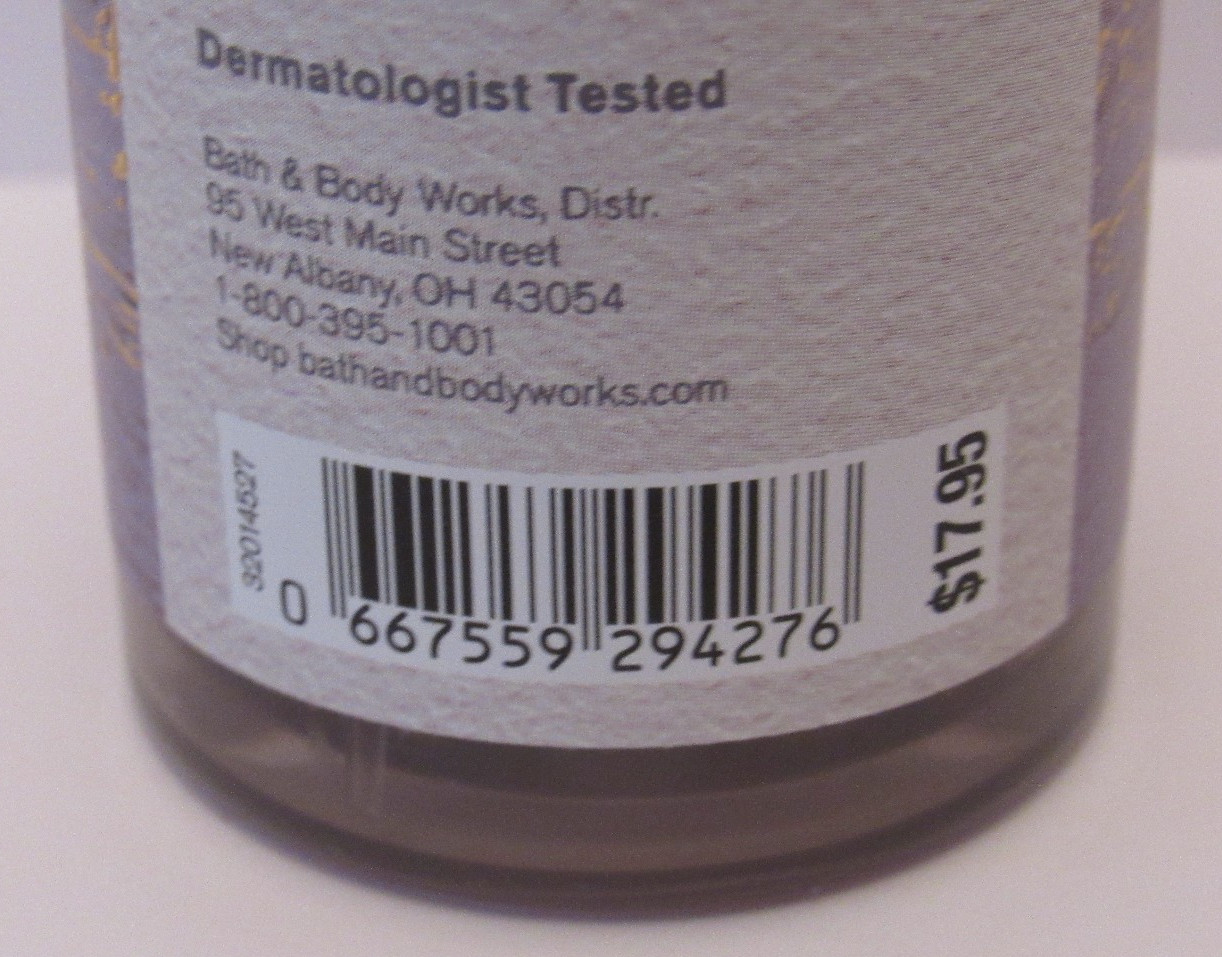 Dermatologist Tested
Bath & Body Works, Distr.
95 West Main Street
New Albany, OH 43054
1-800-395-1001
Shop bathandbodyworks.com
32014527
0 667559 294276
$17.95